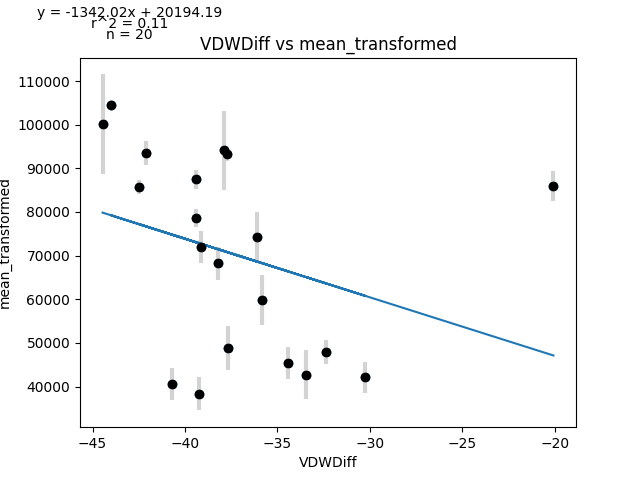 y = -1342.02x + 20194.19
r^2 = 0.11
n = 20
VDWDiff vs mean_transformed
110000
100000
90000
80000
70000
60000
50000
40000
mean_transformed
−45
−40
−35
−30
−25
−20
VDWDiff